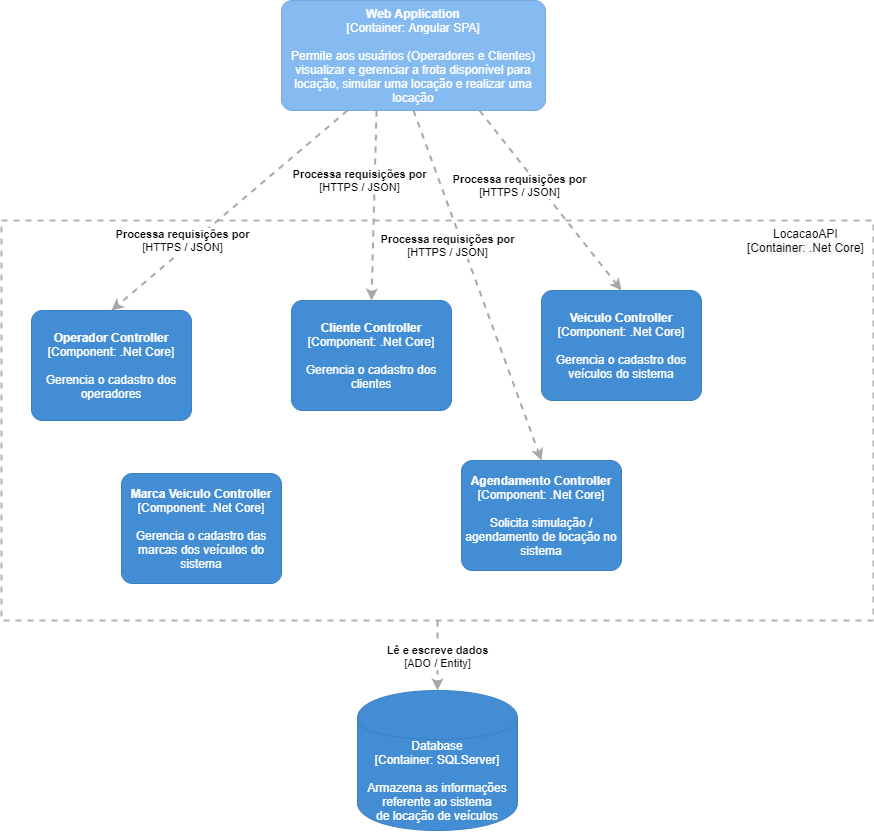 Web Application
[Container: Angular SPA]
Permite aos usuários (Operadores e Clientes)
visualizar e gerenciar a frota disponível para
locação, simular uma locação e realizar uma
locação
Processa requisições por
[HTTPS / JSON]
Processa requisições por
[HTTPS / JSON]
Processa requisições por
[HTTPS / JSON]
Processa requisições por
[HTTPS / JSON]
LocacaoAPI
[Container: .Net Core]
Operador Controller
[Component: .Net Core]
Gerencia o cadastro dos
operadores
Cliente Controller
[Component: .Net Core]
Gerencia o cadastro dos
clientes
Veiculo Controller
[Component: .Net Core]
Gerencia o cadastro dos
veículos do sistema
Marca Veiculo Controller
[Component: .Net Core]
Gerencia o cadastro das
marcas dos veículos do
sistema
Agendamento Controller
[Component: .Net Core]
Solicita simulação /
agendamento de locação no
sistema
Lê e escreve dados
[ADO / Entity]
Database
[Container: SQLServer]
Armazena as informações
referente ao sistema
de locação de veículos